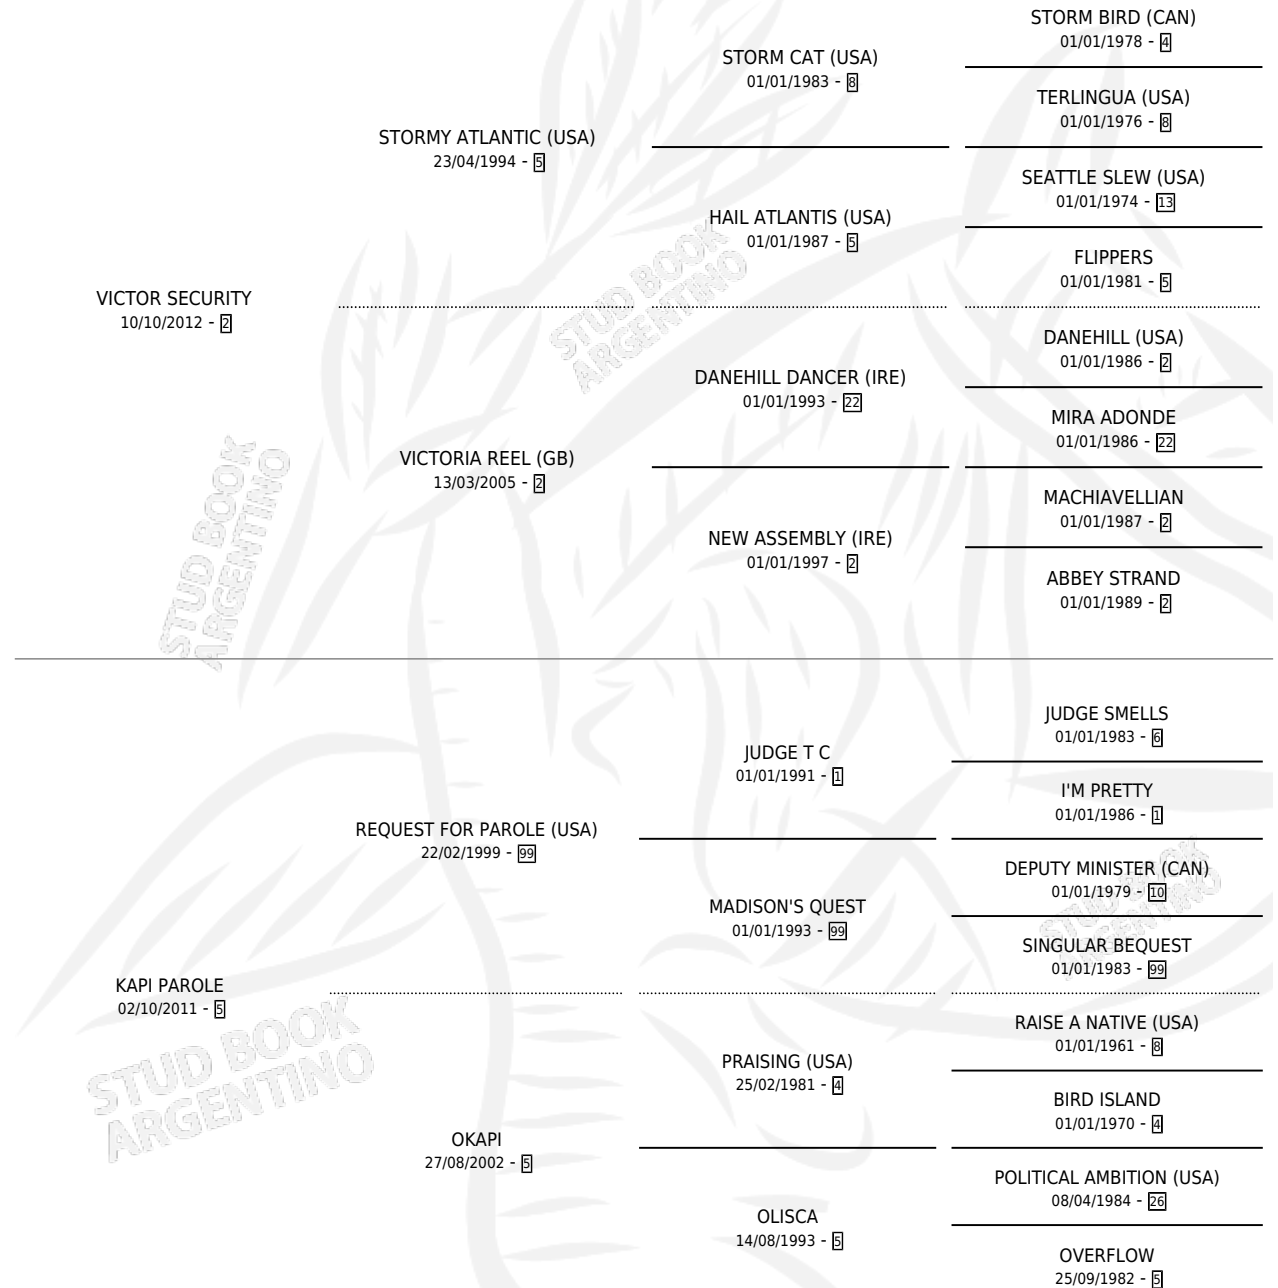 STORM BIRD (CAN)
01/01/1978 - 4
STORM CAT (USA)
01/01/1983 - 8
TERLINGUA (USA)
01/01/1976 - 8
STORMY ATLANTIC (USA)
23/04/1994 - 5
SEATTLE SLEW (USA)
01/01/1974 - 13
HAIL ATLANTIS (USA)
01/01/1987 - 5
FLIPPERS
01/01/1981 - 5
VICTOR SECURITY
10/10/2012 - 2
DANEHILL (USA)
01/01/1986 - 2
DANEHILL DANCER (IRE)
01/01/1993 - 22
MIRA ADONDE
01/01/1986 - 22
VICTORIA REEL (GB)
13/03/2005 - 2
MACHIAVELLIAN
01/01/1987 - 2
NEW ASSEMBLY (IRE)
01/01/1997 - 2
ABBEY STRAND
01/01/1989 - 2
STUD BOOK
ARGENTINO
STUD BOOK
ARGENTINO
JUDGE SMELLS
01/01/1983 - 6
JUDGE T C
01/01/1991 - 1
I'M PRETTY
01/01/1986 - 1
REQUEST FOR PAROLE (USA)
22/02/1999 - 99
DEPUTY MINISTER (CAN)
01/01/1979 - 10
MADISON'S QUEST
01/01/1993 - 99
SINGULAR BEQUEST
01/01/1983 - 99
KAPI PAROLE
02/10/2011 - 5
RAISE A NATIVE (USA)
01/01/1961 - 8
PRAISING (USA)
25/02/1981 - 4
BIRD ISLAND
01/01/1970 - 4
OKAPI
27/08/2002 - 5
POLITICAL AMBITION (USA)
08/04/1984 - 26
OLISCA
14/08/1993 - 5
OVERFLOW
25/09/1982 - 5
STUD BOOK
ARGENTINO
STUD BOOK
ARGENTINO